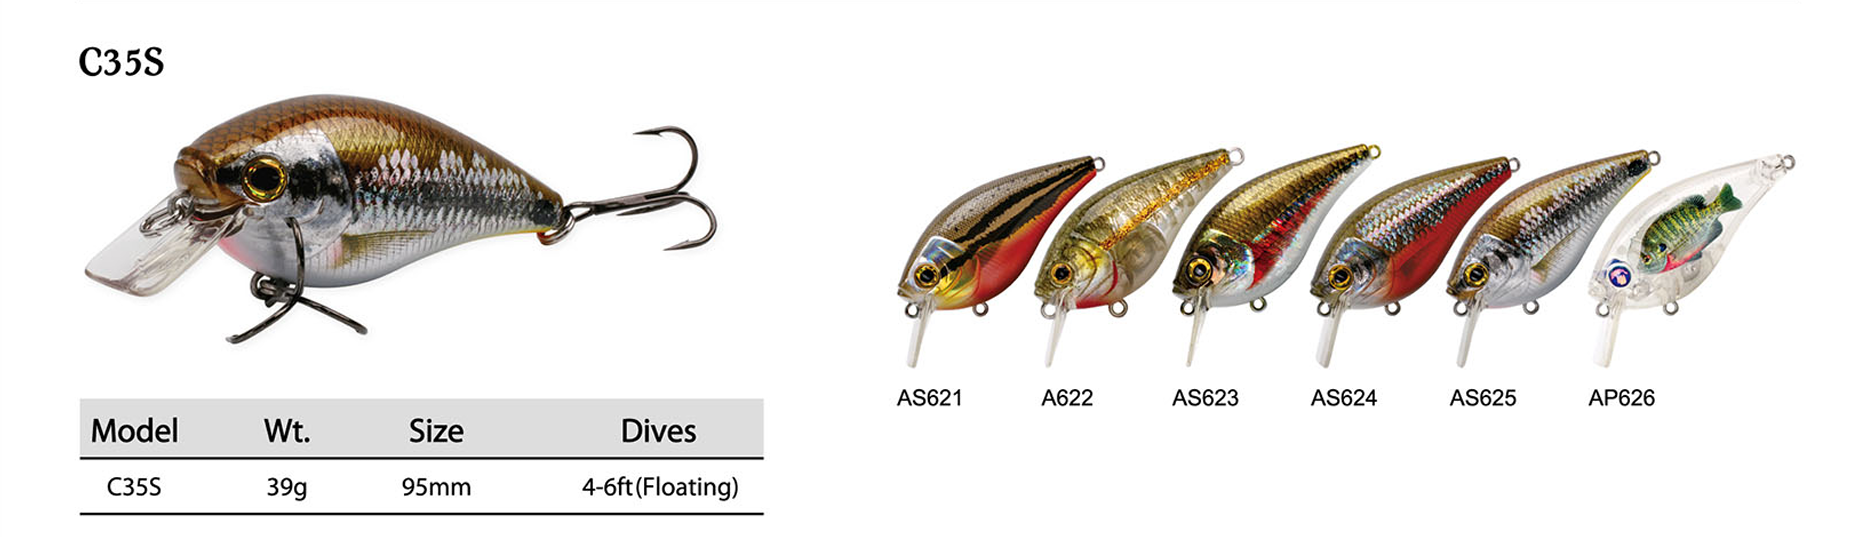 C35S
Model Wt. Size Dives
C35S 39g 95mm 4-6ft(Floating)
AS621 A622 AS623 AS624 AS625 AP626